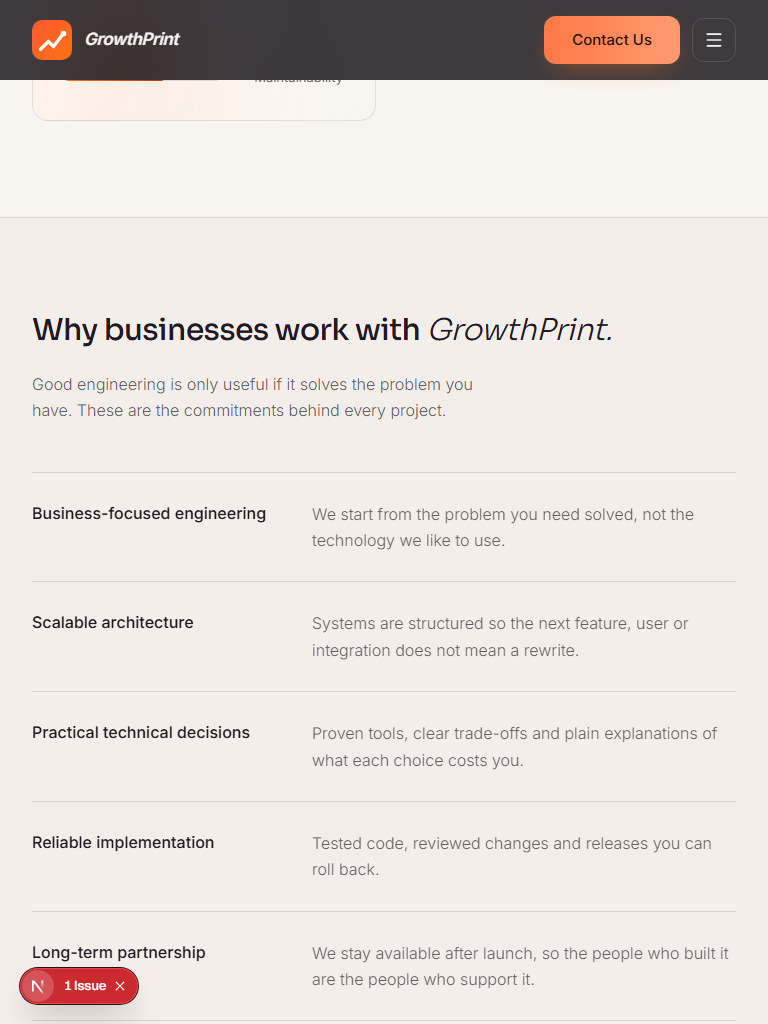 GrowthPrint
Contact Us
Maintainability
Why businesses work with GrowthPrint.
Good engineering is only useful if it solves the problem you
have. These are the commitments behind every project.
Business-focused engineering
We start from the problem you need solved, not the
technology we like to use.
Scalable architecture
Systems are structured so the next feature, user or
integration does not mean a rewrite.
Practical technical decisions
Proven tools, clear trade-offs and plain explanations of
what each choice costs you.
Reliable implementation
Tested code, reviewed changes and releases you can
roll back.
Long-term partnership
We stay available after launch, so the people who built it
are the people who support it.
N 1 Issue